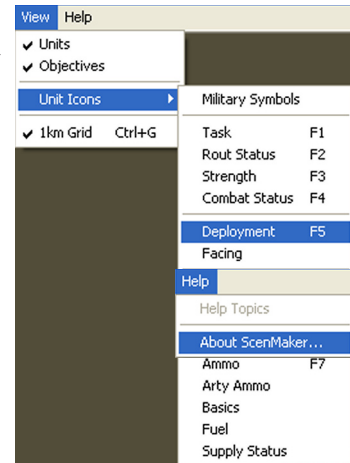 View Help
✔ Units
✔ Objectives
Unit Icons
✔ 1km Grid Ctrl+G
Military Symbols
Task F1
Rout Status F2
Strength F3
Combat Status F4
Deployment F5
Facing
Help
Help Topics
About ScenMaker...
Ammo F7
Arty Ammo
Basics
Fuel
Supply Status